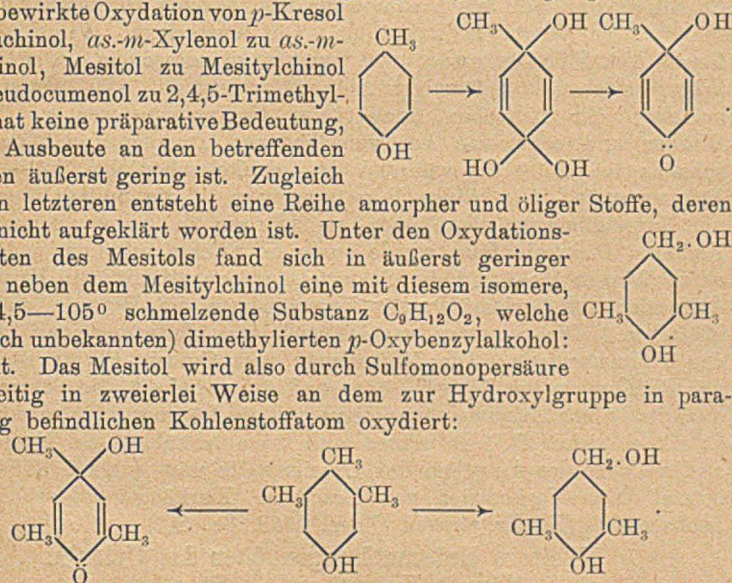 bewirkte Oxydation von p-Kresol
chinol, as.-m-Xylenol zu as.-m-
inol, Mesitol zu Mesitylchinol
eudocumenol zu 2,4,5-Trimethyl-
hat keine präparative Bedeutung,
Ausbeute an den betreffenden
en äußerst gering ist. Zugleich
CH₃ OH CH₃ OH
CH₃
OH HO OH Ö
n letzteren entsteht eine Reihe amorpher und öliger Stoffe, deren
nicht aufgeklärt worden ist. Unter den Oxydations-
ten des Mesitols fand sich in äußerst geringer
neben dem Mesitylchinol eine mit diesem isomere,
4,5—105⁰ schmelzende Substanz C₉H₁₂O₂, welche
ch unbekannten) dimethylierten p-Oxybenzylalkohol:
t. Das Mesitol wird also durch Sulfomonopersäure
CH₂.OH
CH₃ CH₃
OH
eitig in zweierlei Weise an dem zur Hydroxylgruppe in para-
g befindlichen Kohlenstoffatom oxydiert:
CH₃ OH CH₃ CH₂.OH
CH₃ CH₃
CH₃ CH₃ CH₃ CH₃
Ö OH OH